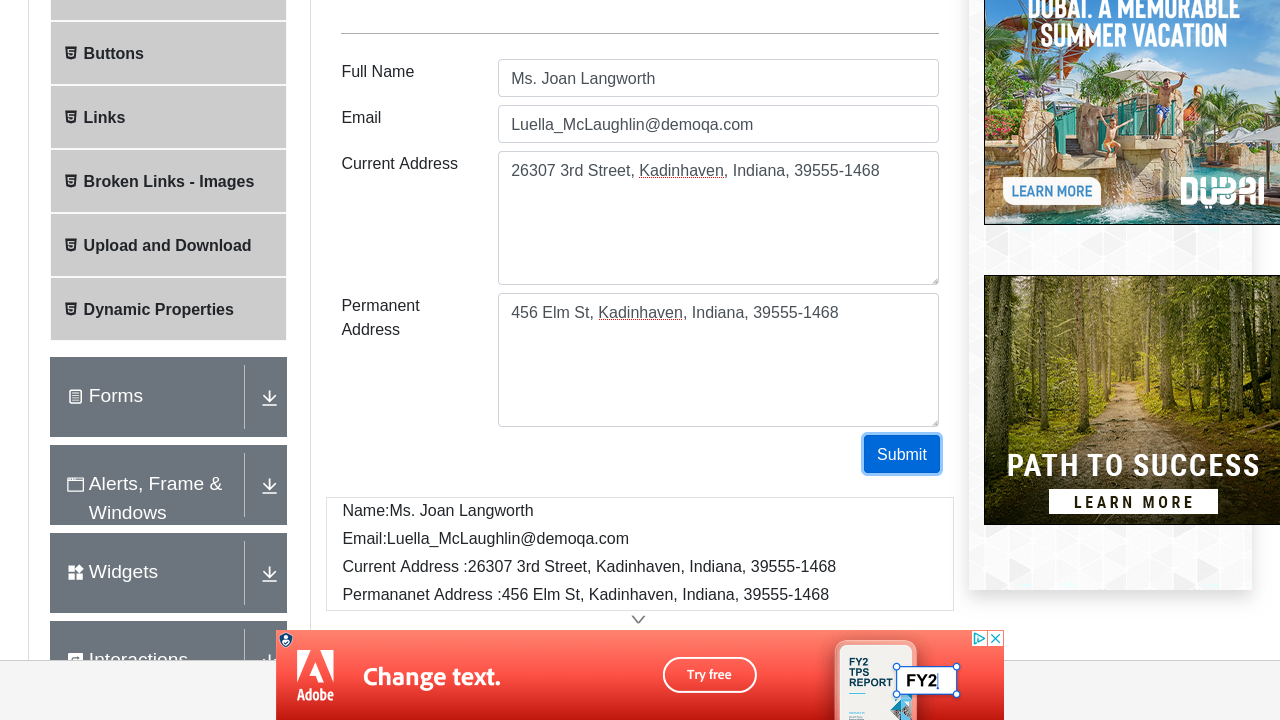 Buttons
Links
Broken Links - Images
Upload and Download
Dynamic Properties
Forms
Alerts, Frame &
Windows
Widgets
Interactions
Full Name
Ms. Joan Langworth
Email
Luella_McLaughlin@demoqa.com
Current Address
26307 3rd Street, Kadinhaven, Indiana, 39555-1468
Permanent
Address
456 Elm St, Kadinhaven, Indiana, 39555-1468
Submit
Name:Ms. Joan Langworth
Email:Luella_McLaughlin@demoqa.com
Current Address :26307 3rd Street, Kadinhaven, Indiana, 39555-1468
Permananet Address :456 Elm St, Kadinhaven, Indiana, 39555-1468
DUBAI. A MEMORABLE
SUMMER VACATION
LEARN MORE
DUBAI
PATH TO SUCCESS
LEARN MORE
Adobe
Change text.
Try free
FY2
TPS
REPORT
FY2